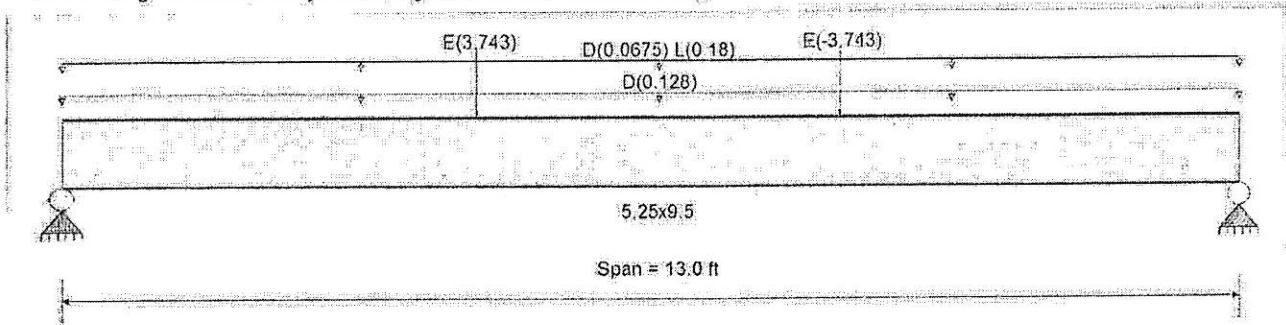 E(3.743) E(-3.743)
D(0.0675) L(0.18)
D(0.128)
5.25x9.5
Span = 13.0 ft